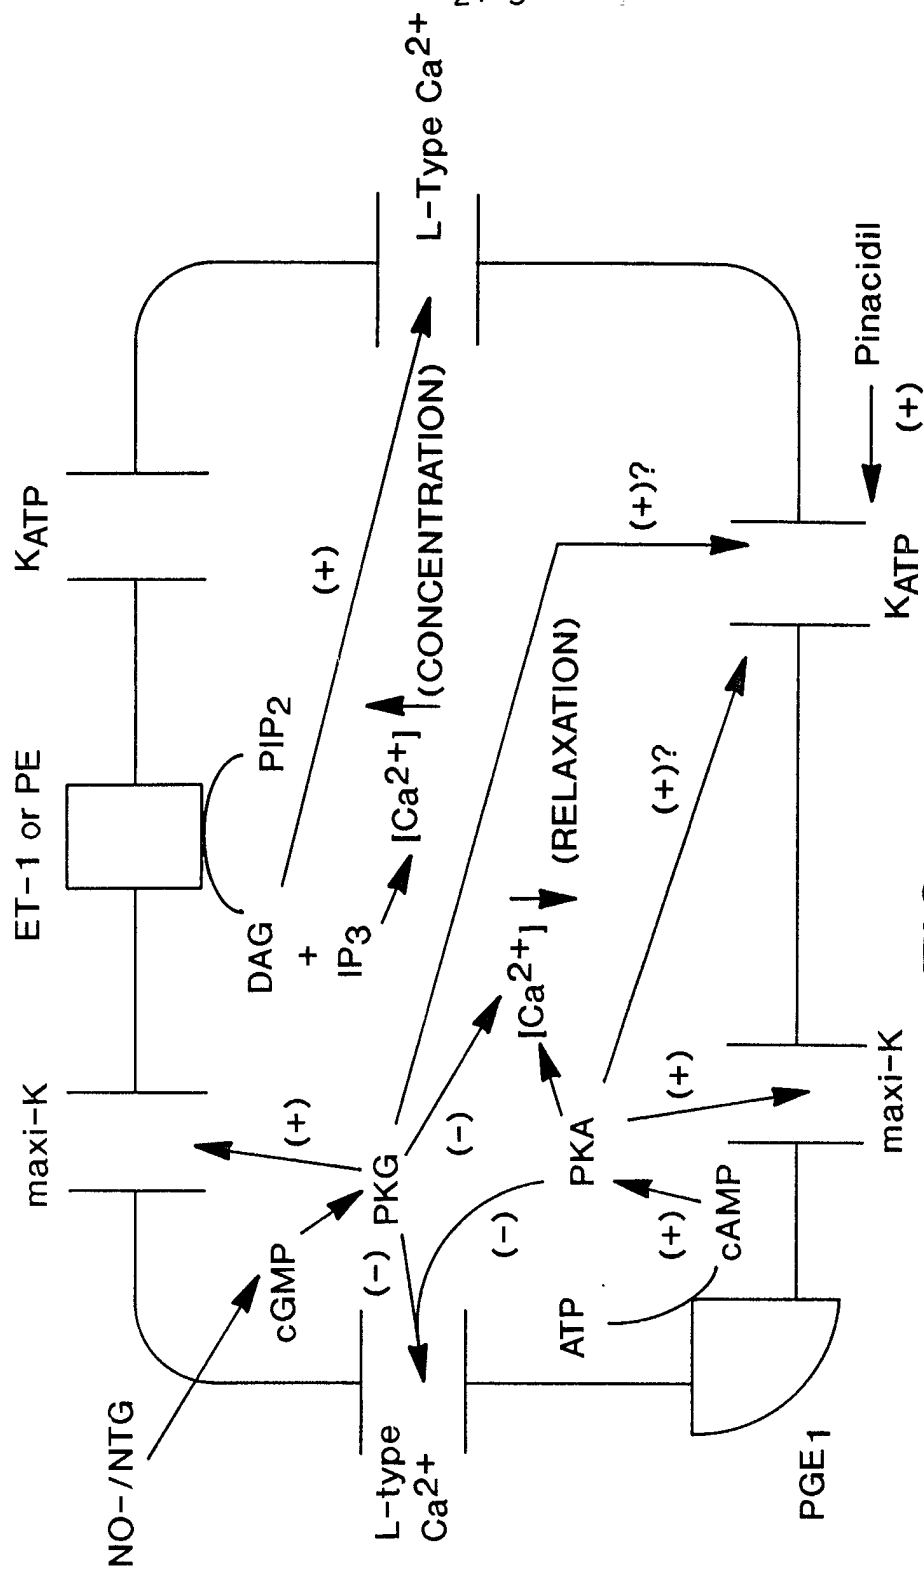 maxi-K
ET-1 or PE
KATP
NO-/NTG
cGMP
(+)
DAG
+
IP3
PIP2
(+)
PKG
(-)
(-)
[Ca2+]
(CONCENTRATION)
L-Type Ca2+
L-type
Ca2+
(-)
[Ca2+]
(RELAXATION)
(+)?
ATP
PKA
(+)?
(+)
cAMP
(+)
PGE1
maxi-K
KATP
Pinacidil
(+)